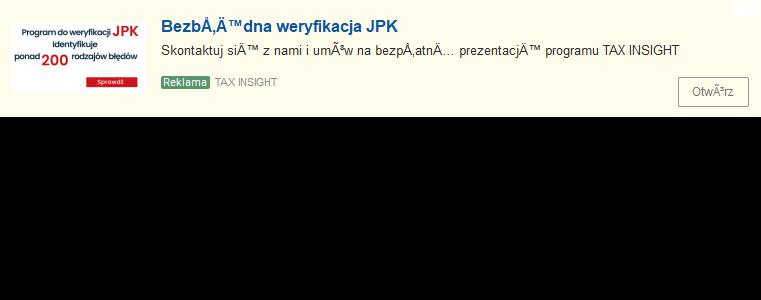 Program do weryfikacji JPK
Identyfikuje
ponad 200 rodzajów błędów
Sprawdź
BezbÅ‚Ä™dna weryfikacja JPK
Skontaktuj siÄ™ z nami i umÃ³w na bezpÅ‚atnÄ… prezentacjÄ™ programu TAX INSIGHT
Reklama TAX INSIGHT
OtwÃ³rz